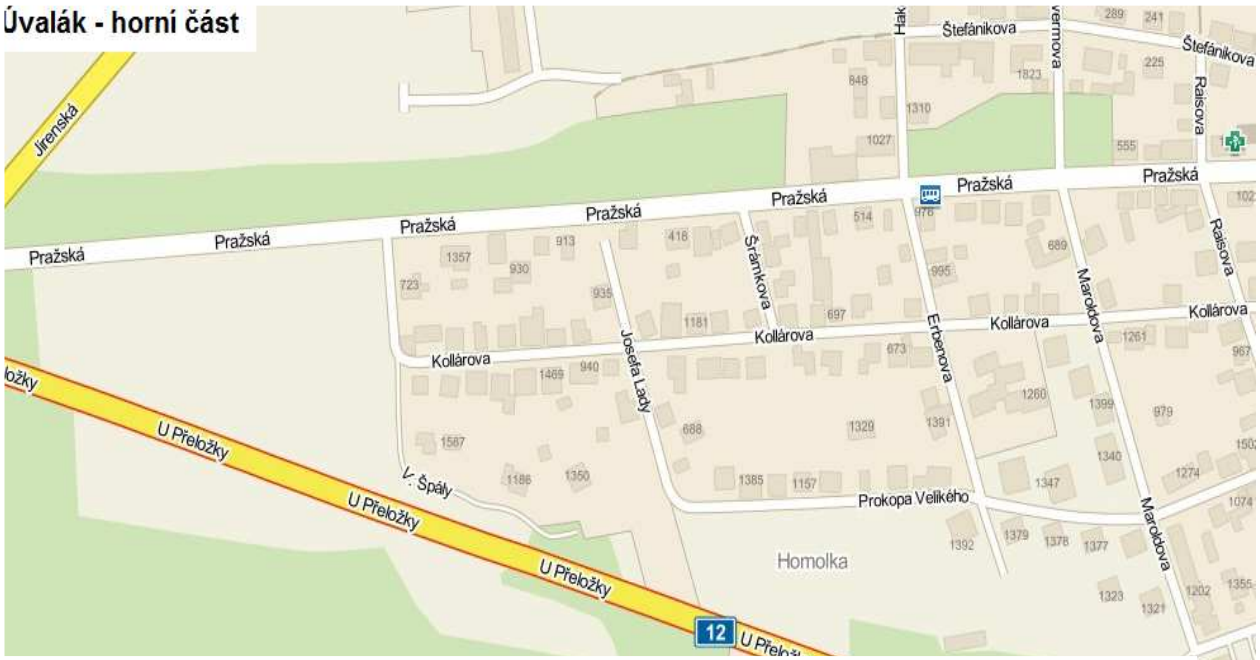 Úvalák - horní část
289
241
Štefánikova
Štefánikova
225
848
1823
1310
Raisova
Jirenská
1027
555
Pražská
Pražská
Pražská
Pražská
Pražská
Pražská
Pražská
514
976
418
913
1357
930
723
935
Šrámkova
995
689
Raisova
Maroldova
Erbenova
1181
697
Kollárova
Kollárova
Kollárova
Kollárova
1261
967
673
940
1469
Josefa Lady
1260
1399
979
688
1329
1391
1587
1186
1350
1385
1157
1340
1347
1274
1502
1074
U Přeložky
U Přeložky
U Přeložky
V. Špály
Prokopa Velikého
1392
1379
1378
1377
Maroldova
Homolka
1323
1321
1202
1355
12